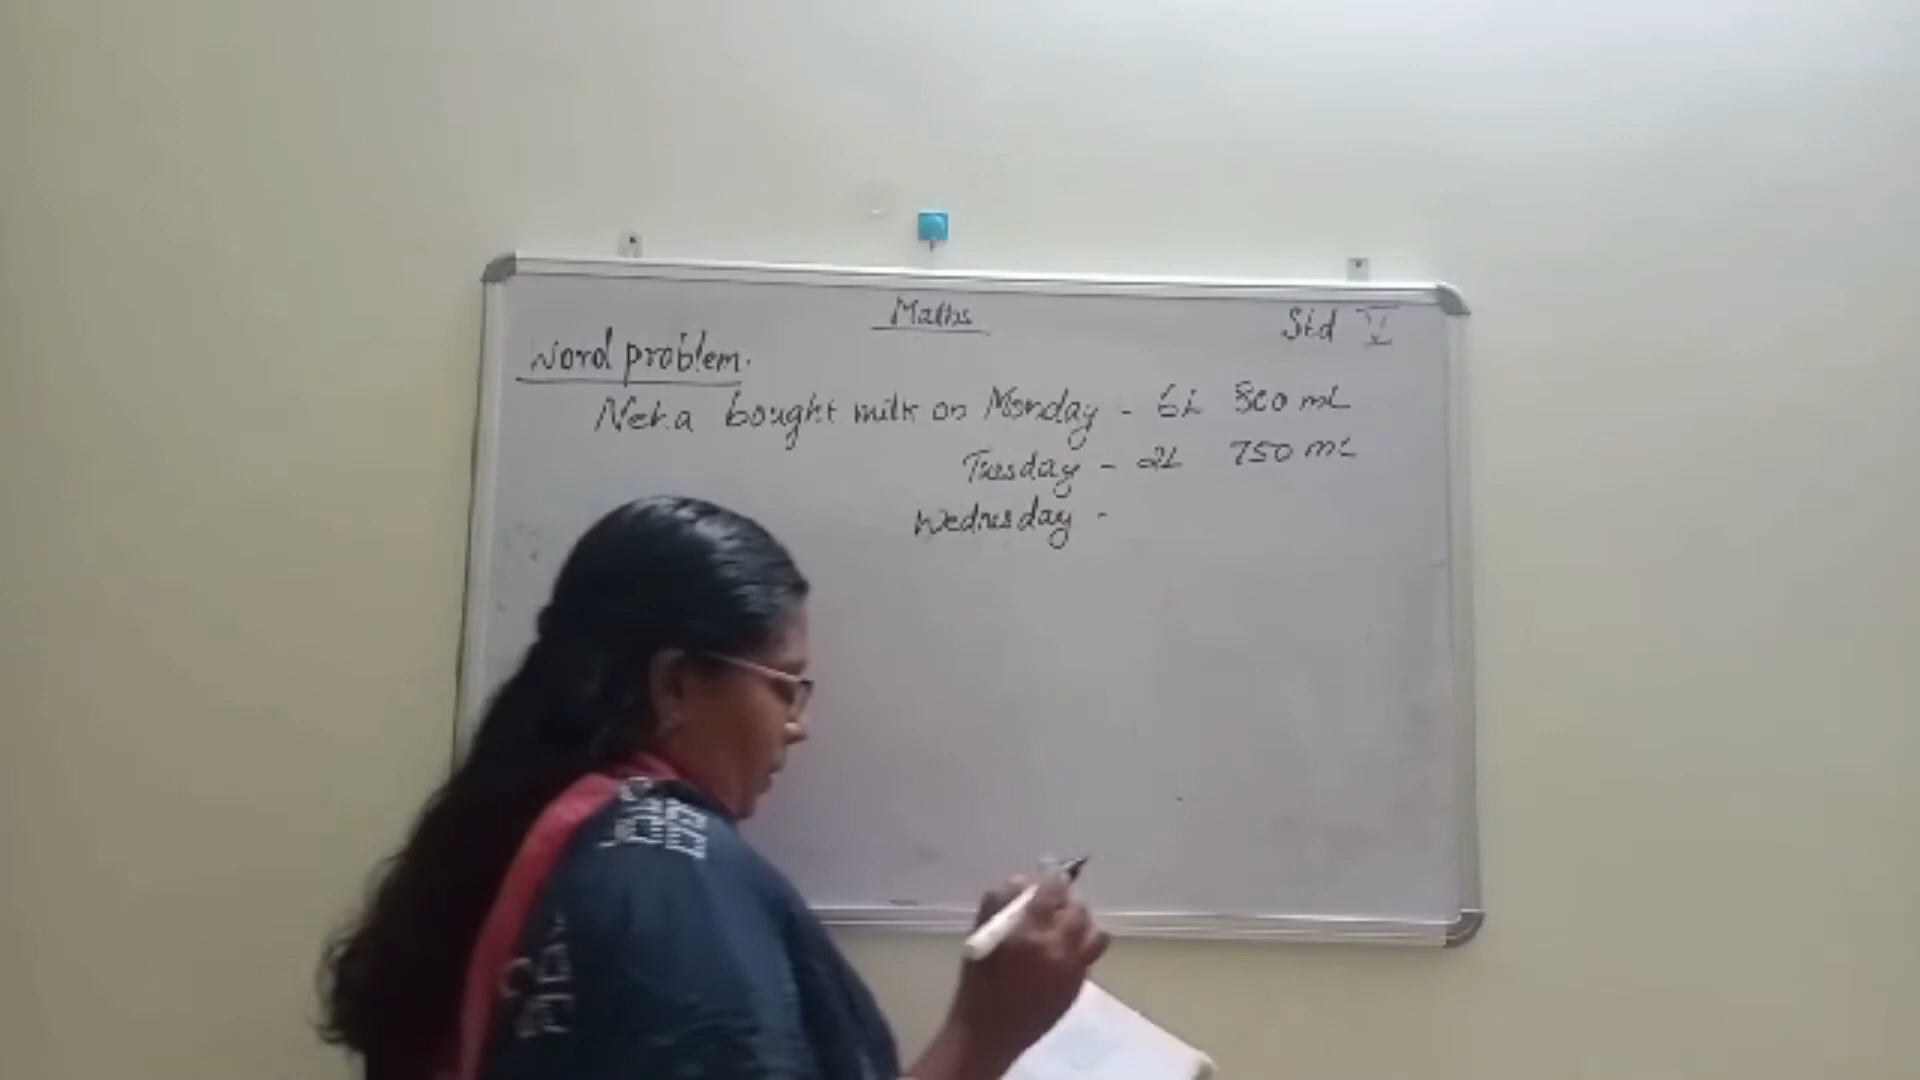 Maths
Std V
Word problem.
Neha bought milk on Monday - 6L 800 mL
Tuesday - 2L 750 mL
Wednesday -